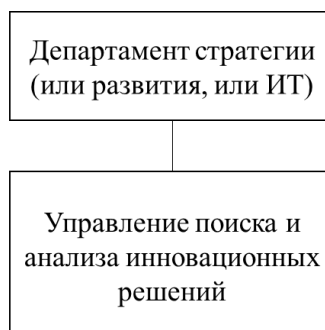 Департамент стратегии
(или развития, или ИТ)
Управление поиска и
анализа инновационных
решений